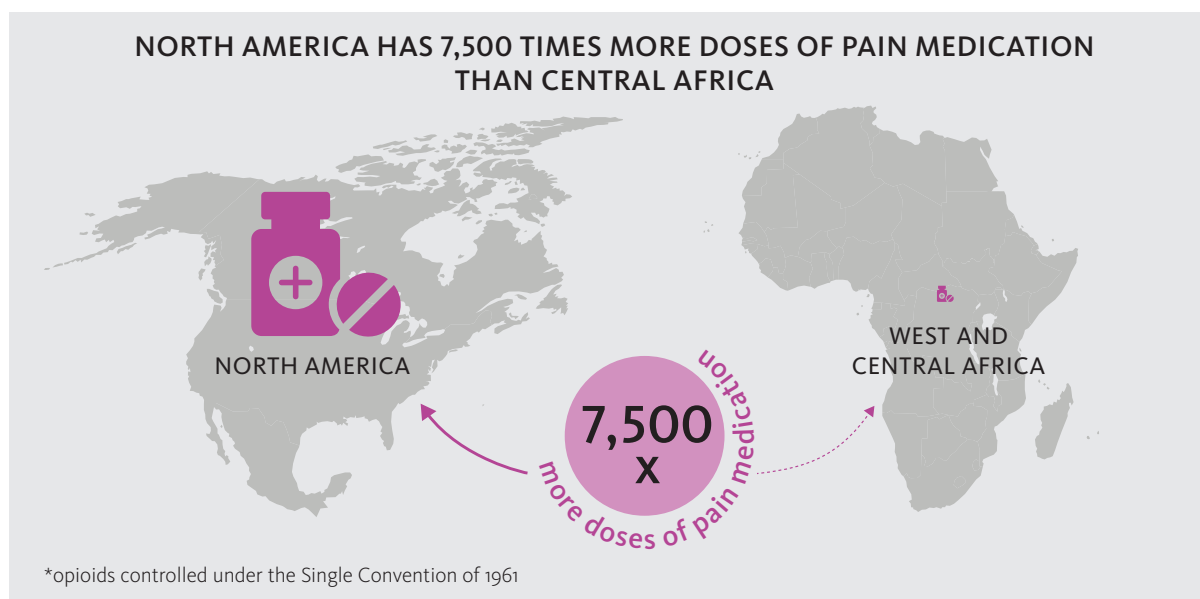 NORTH AMERICA HAS 7,500 TIMES MORE DOSES OF PAIN MEDICATION
THAN CENTRAL AFRICA
NORTH AMERICA
WEST AND
CENTRAL AFRICA
7,500
x
more doses of pain medication
*opioids controlled under the Single Convention of 1961